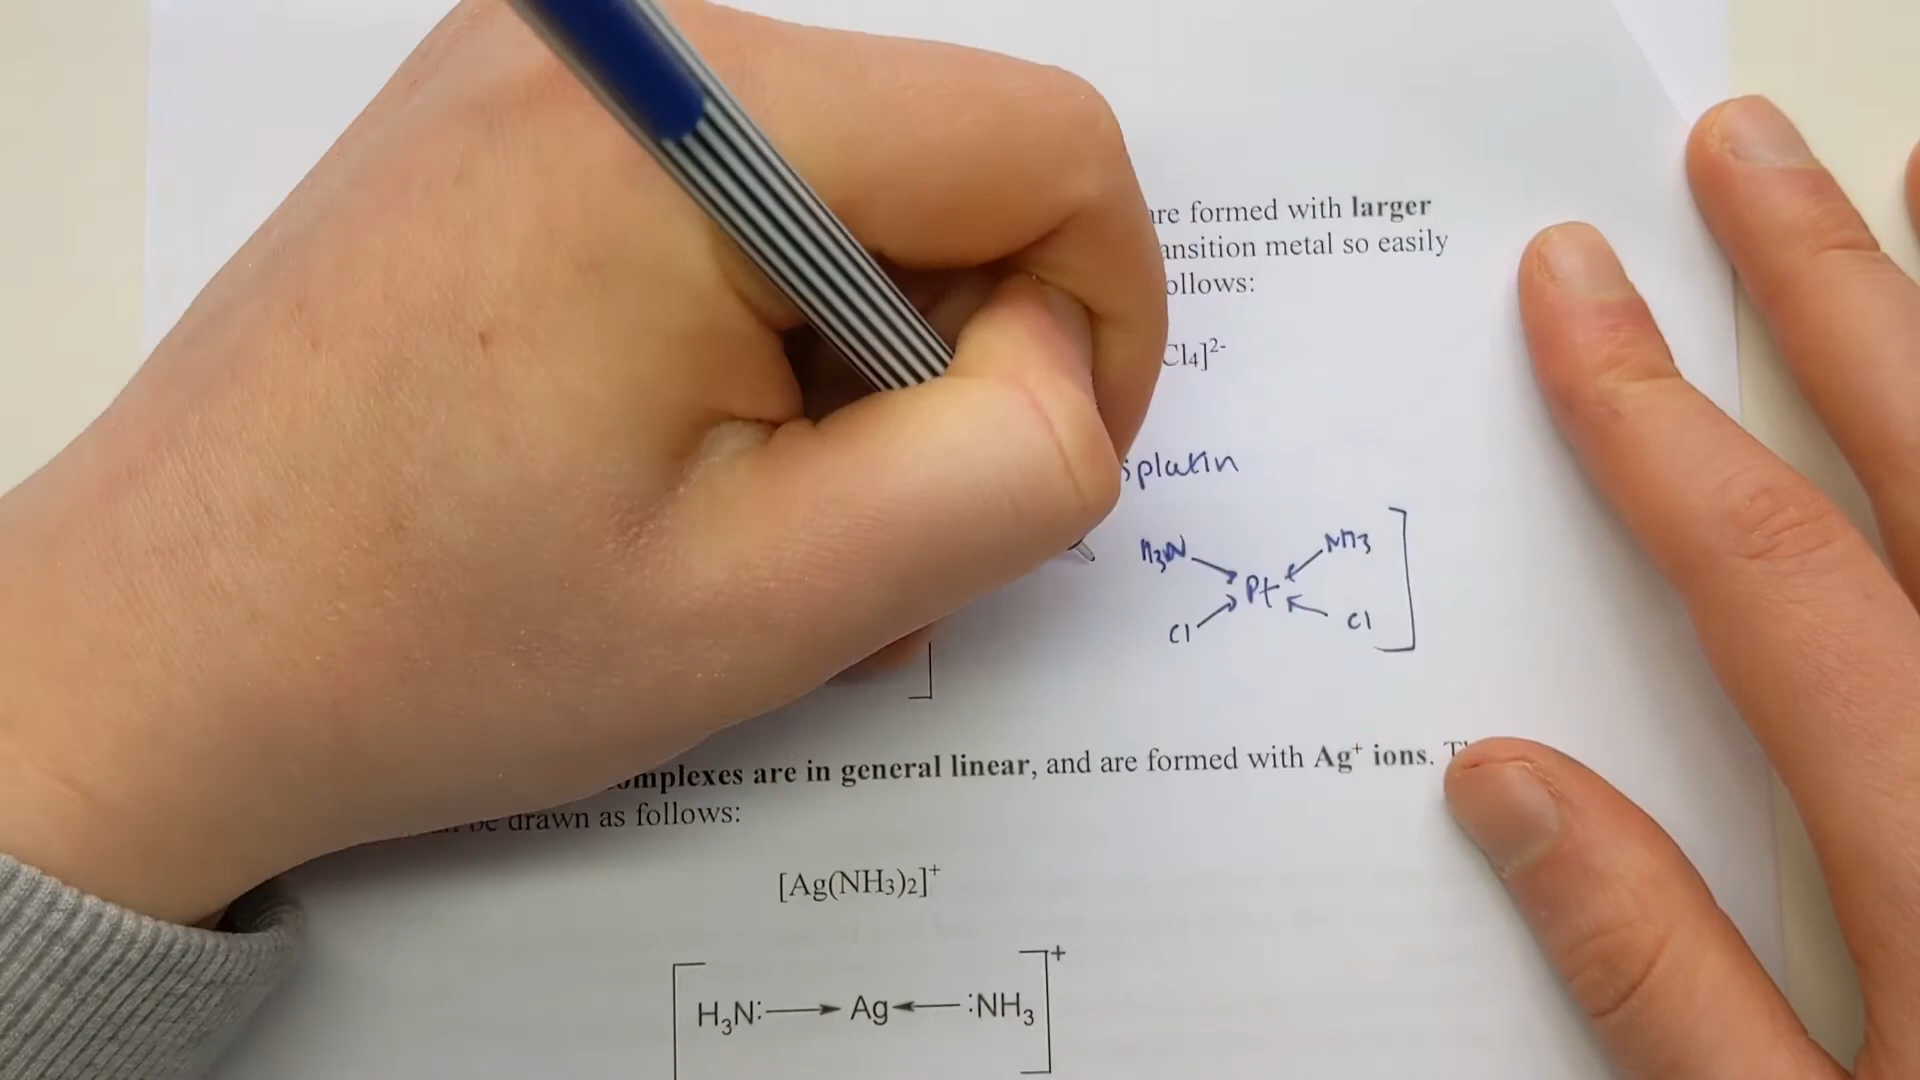 are formed with larger
ansition metal so easily
ollows:
Cl₄]²⁻
splatin
H₃N NH₃
Pt
Cl Cl
omplexes are in general linear, and are formed with Ag⁺ ions.
be drawn as follows:
[Ag(NH₃)₂]⁺
[H₃N:→Ag←:NH₃]⁺